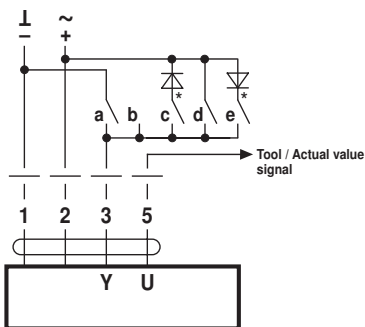 ⊥ ~
– +
a b c * d e *
Tool / Actual value
signal
1 2 3 5
Y U